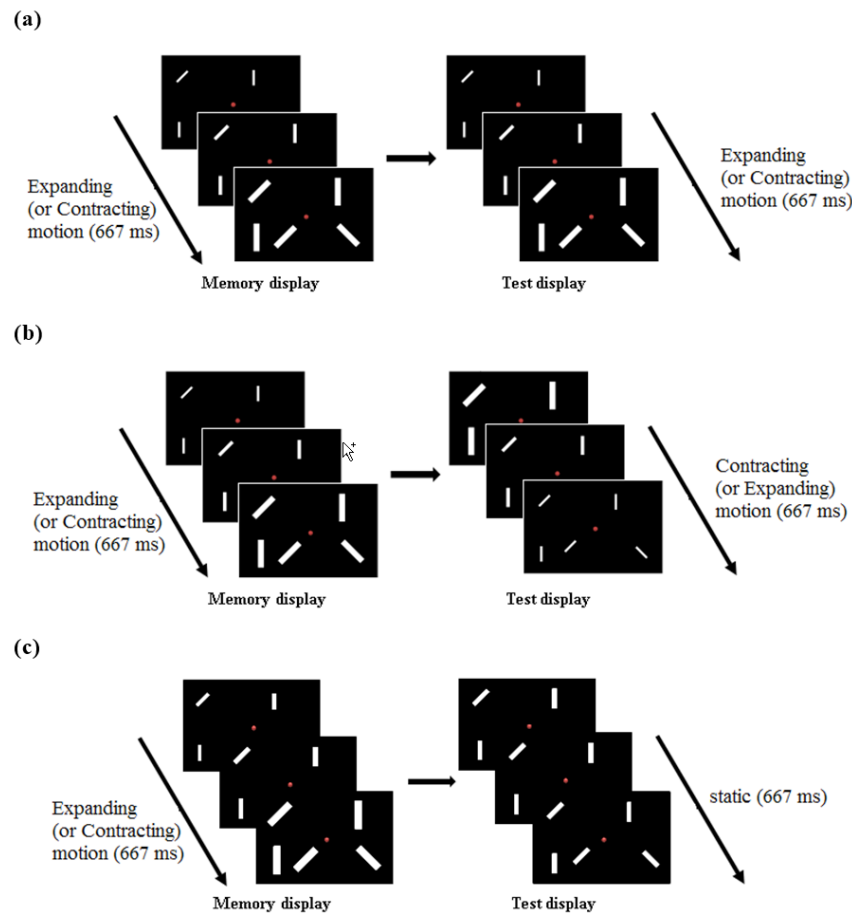 (a)
Expanding
(or Contracting)
motion (667 ms)
Expanding
(or Contracting)
motion (667 ms)
Memory display
Test display
(b)
Expanding
(or Contracting)
motion (667 ms)
Contracting
(or Expanding)
motion (667 ms)
Memory display
Test display
(c)
Expanding
(or Contracting)
motion (667 ms)
static (667 ms)
Memory display
Test display